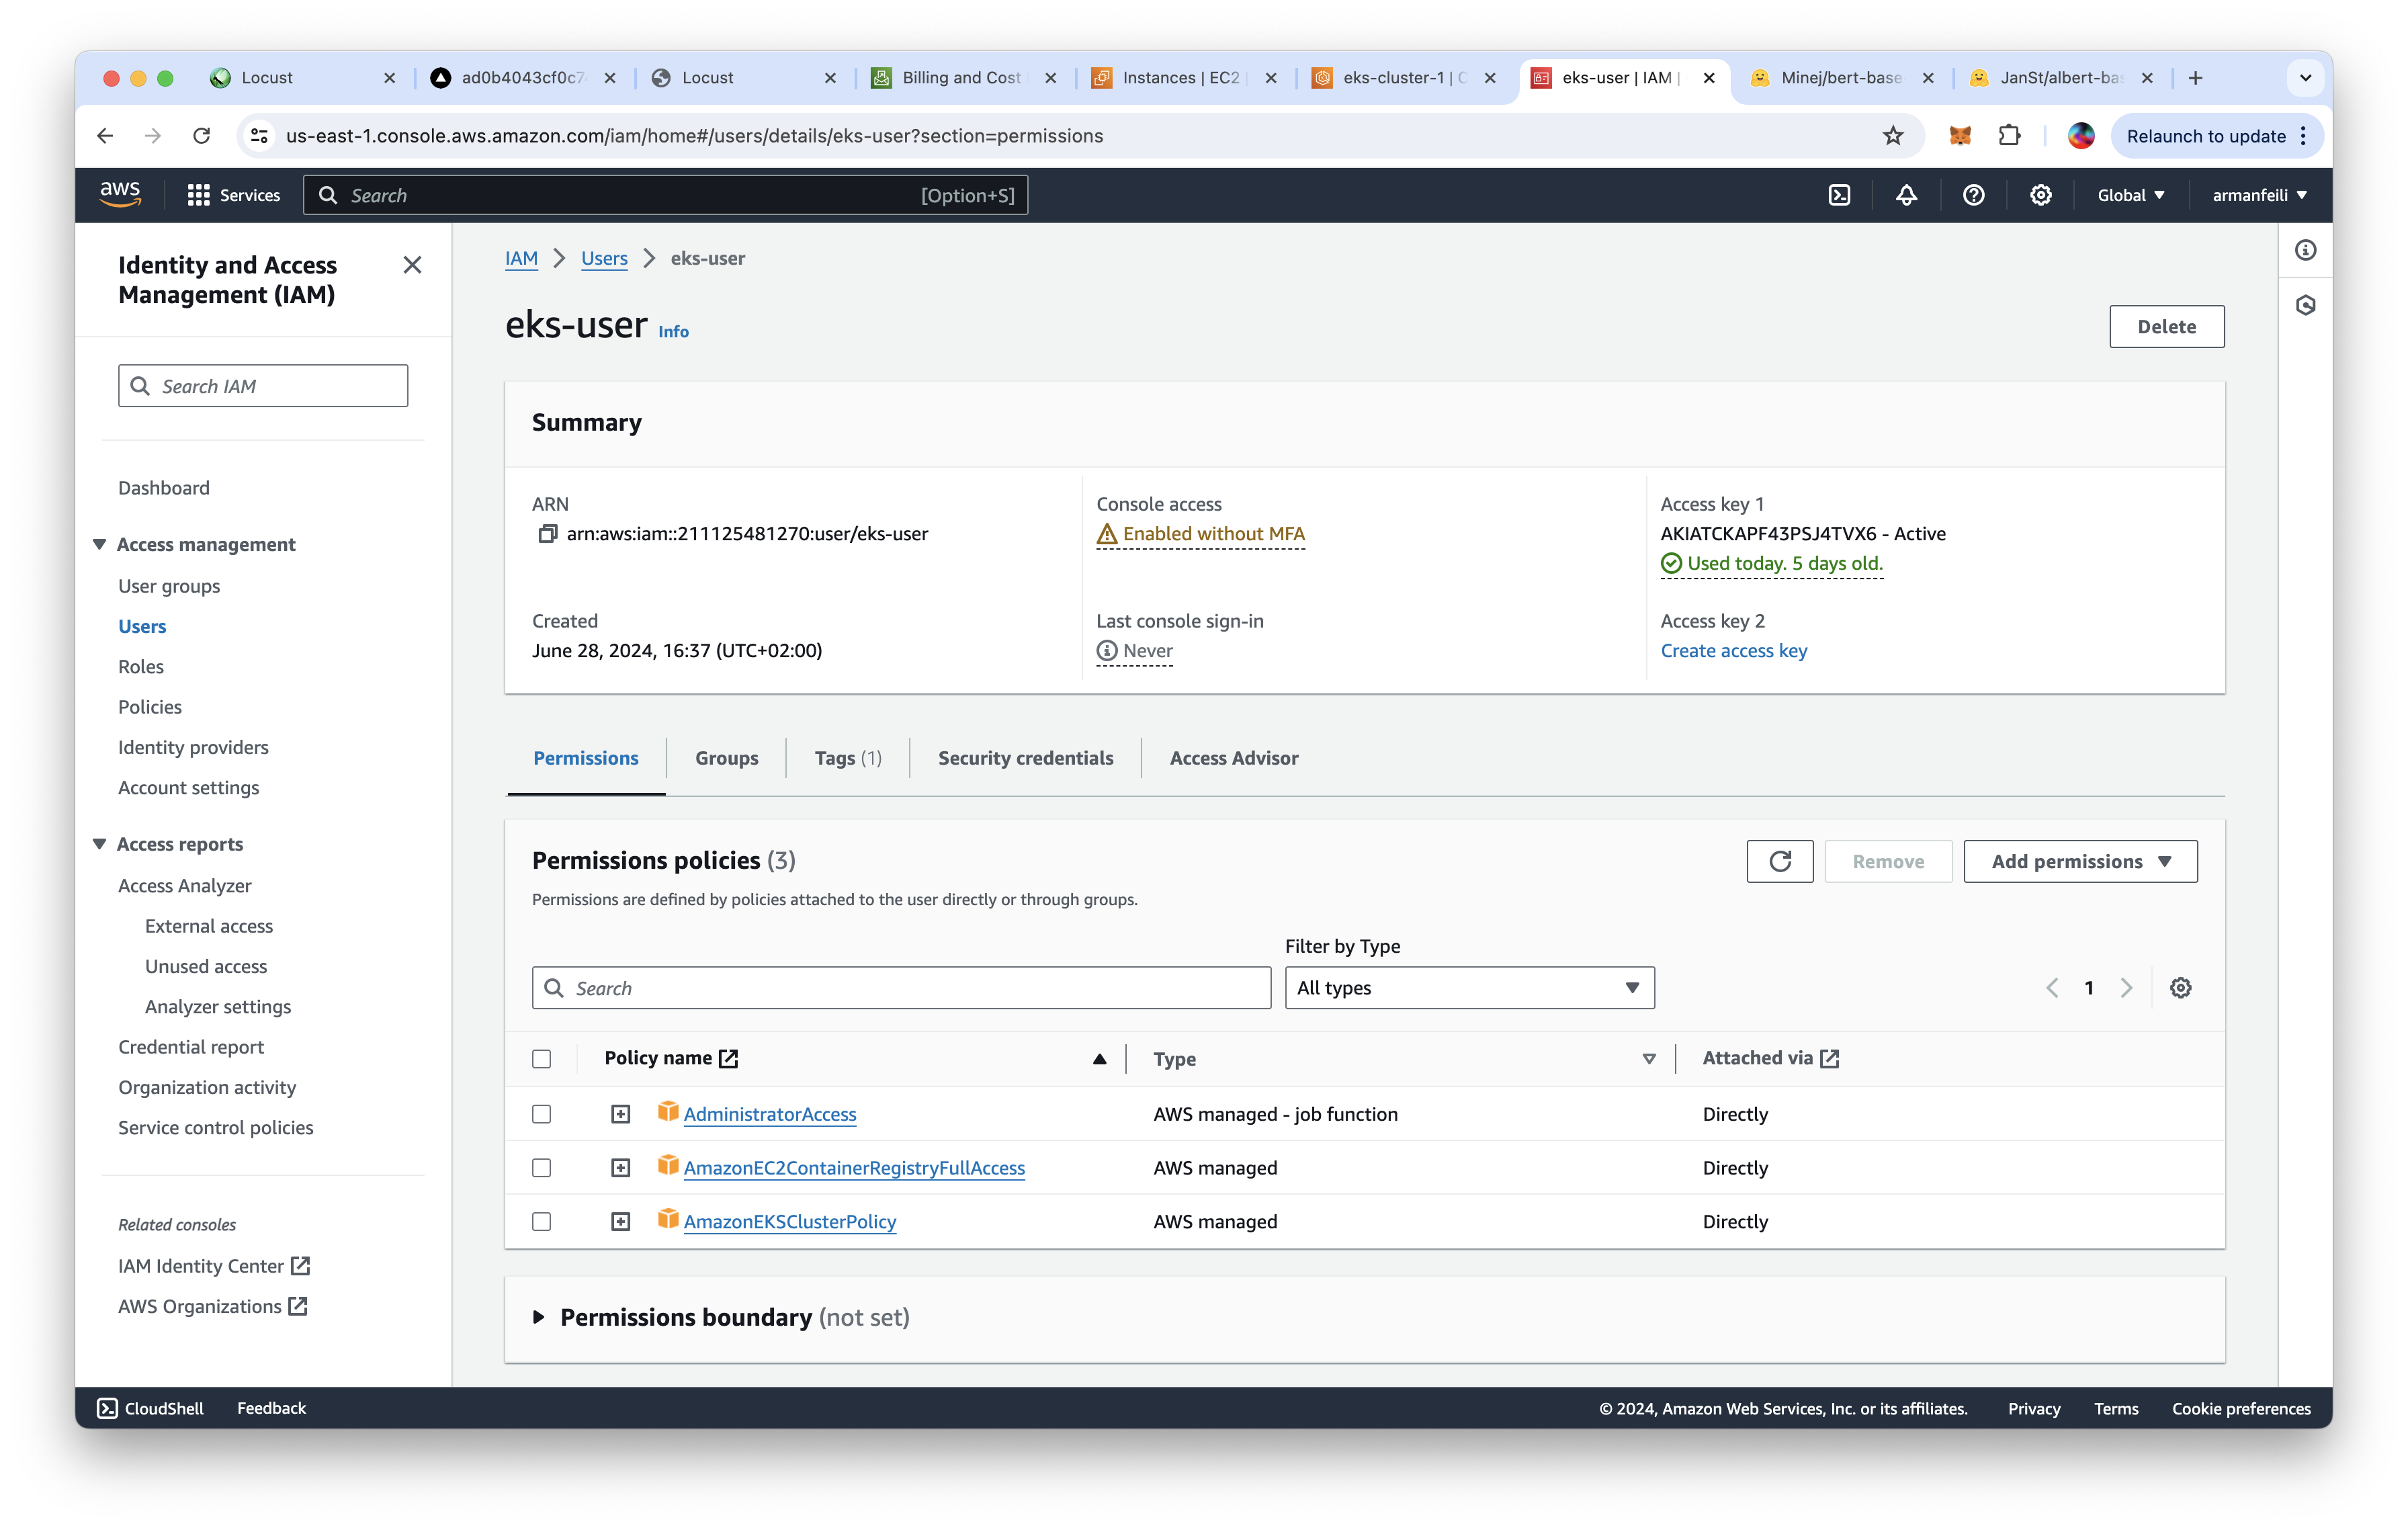 Locust
ad0b4043cf0c7
Locust
Billing and Cost
Instances | EC2
eks-cluster-1 | C
eks-user | IAM |
Minej/bert-base
JanSt/albert-ba
us-east-1.console.aws.amazon.com/iam/home#/users/details/eks-user?section=permissions
Relaunch to update
aws
Services
Search
[Option+S]
Global
armanfeili
Identity and Access
Management (IAM)
Search IAM
Dashboard
Access management
User groups
Users
Roles
Policies
Identity providers
Account settings
Access reports
Access Analyzer
External access
Unused access
Analyzer settings
Credential report
Organization activity
Service control policies
Related consoles
IAM Identity Center
AWS Organizations
IAM > Users > eks-user
eks-user Info
Delete
Summary
ARN
arn:aws:iam::211125481270:user/eks-user
Console access
Enabled without MFA
Access key 1
AKIATCKAPF43PSJ4TVX6 - Active
Used today. 5 days old.
Created
June 28, 2024, 16:37 (UTC+02:00)
Last console sign-in
Never
Access key 2
Create access key
Permissions
Groups
Tags (1)
Security credentials
Access Advisor
Permissions policies (3)
Permissions are defined by policies attached to the user directly or through groups.
Remove
Add permissions
Filter by Type
Search
All types
1
Policy name
Type
Attached via
AdministratorAccess
AWS managed - job function
Directly
AmazonEC2ContainerRegistryFullAccess
AWS managed
Directly
AmazonEKSClusterPolicy
AWS managed
Directly
Permissions boundary (not set)
CloudShell
Feedback
© 2024, Amazon Web Services, Inc. or its affiliates.
Privacy
Terms
Cookie preferences